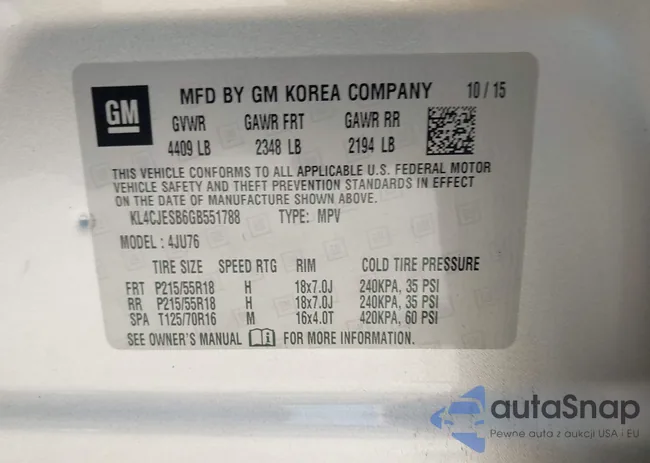 GM
MFD BY GM KOREA COMPANY 10/15
GVWR GAWR FRT GAWR RR
4409 LB 2348 LB 2194 LB
THIS VEHICLE CONFORMS TO ALL APPLICABLE U.S. FEDERAL MOTOR
VEHICLE SAFETY AND THEFT PREVENTION STANDARDS IN EFFECT
ON THE DATE OF MANUFACTURE SHOWN ABOVE.
KL4CJESB6GB551788 TYPE: MPV
MODEL: 4JU76
TIRE SIZE SPEED RTG RIM COLD TIRE PRESSURE
FRT P215/55R18 H 18x7.0J 240KPA, 35 PSI
RR P215/55R18 H 18x7.0J 240KPA, 35 PSI
SPA T125/70R16 M 16x4.0T 420KPA, 60 PSI
SEE OWNER'S MANUAL FOR MORE INFORMATION.
autaSnap
Pewne auta z aukcji USA i EU